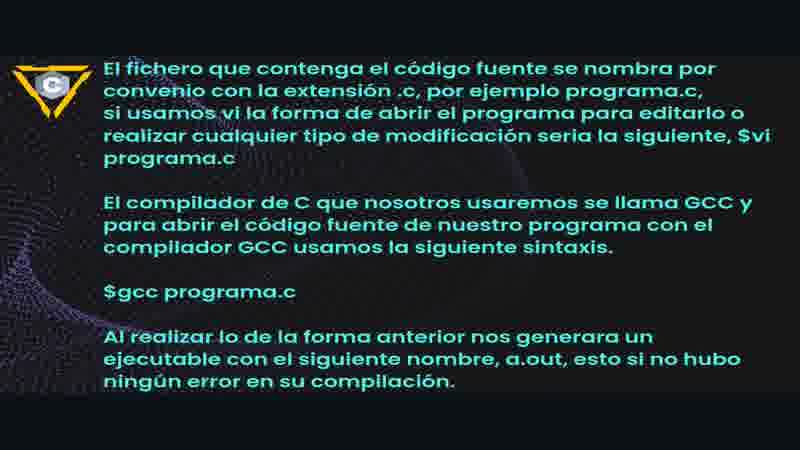 C
El fichero que contenga el código fuente se nombra por
convenio con la extensión .c, por ejemplo programa.c,
si usamos vi la forma de abrir el programa para editarlo o
realizar cualquier tipo de modificación seria la siguiente, $vi
programa.c
El compilador de C que nosotros usaremos se llama GCC y
para abrir el código fuente de nuestro programa con el
compilador GCC usamos la siguiente sintaxis.
$gcc programa.c
Al realizar lo de la forma anterior nos generara un
ejecutable con el siguiente nombre, a.out, esto si no hubo
ningún error en su compilación.